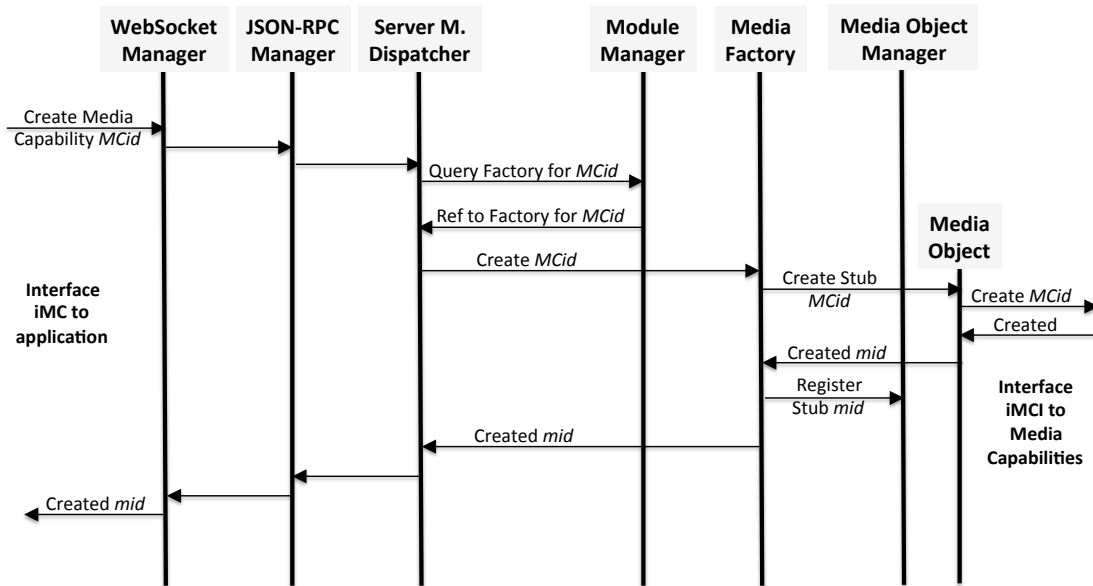 WebSocket
Manager
JSON-RPC
Manager
Server M.
Dispatcher
Module
Manager
Media
Factory
Media Object
Manager
Create Media
Capability MCid
Query Factory for MCid
Ref to Factory for MCid
Media
Object
Create MCid
Create Stub
MCid
Interface
iMC to
application
Create MCid
Created
Created mid
Register
Stub mid
Interface
iMCI to
Media
Capabilities
Created mid
Created mid